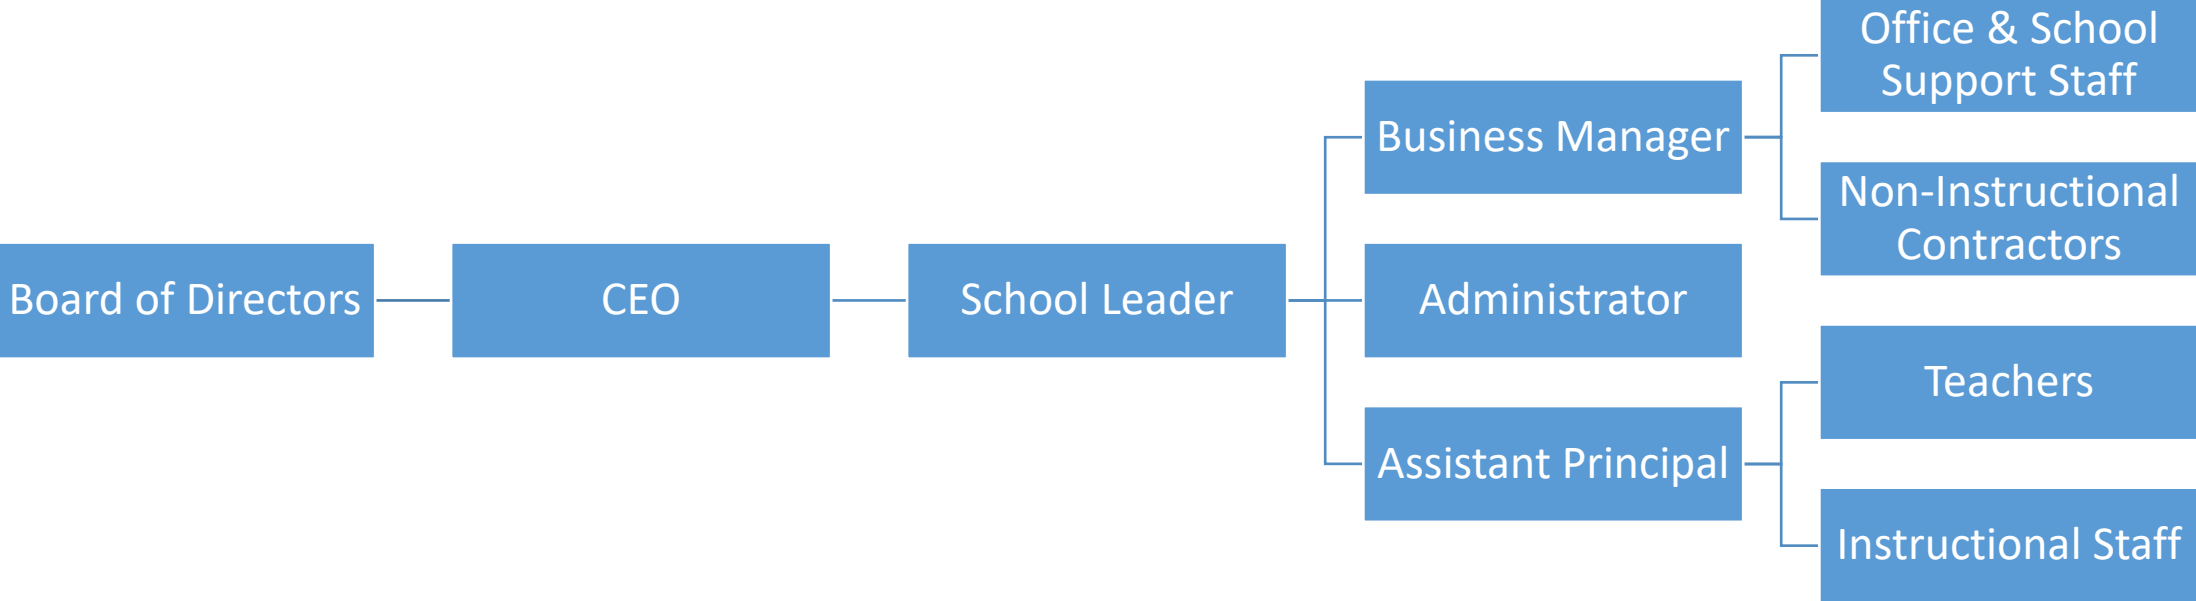 Board of Directors
CEO
School Leader
Business Manager
Office & School
Support Staff
Non-Instructional
Contractors
Administrator
Assistant Principal
Teachers
Instructional Staff